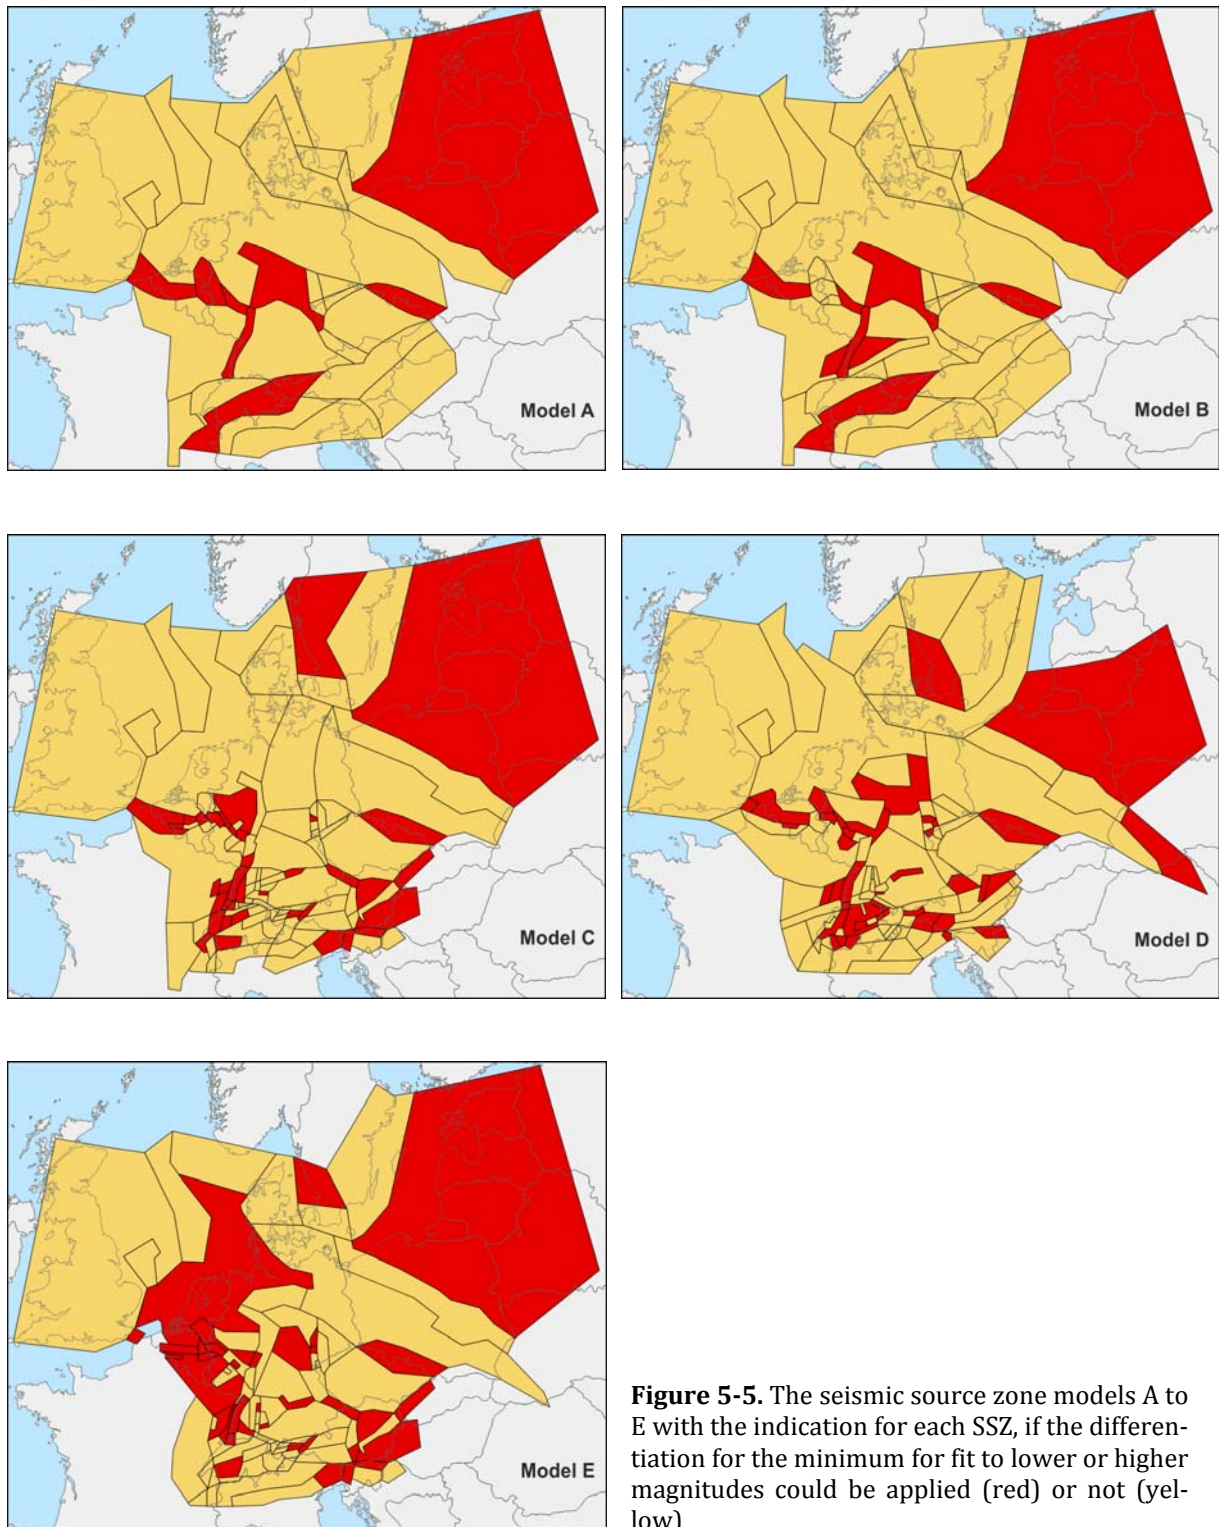 Model A
Model B
Model C
Model D
Model E
Figure 5-5. The seismic source zone models A to
E with the indication for each SSZ, if the differen-
tiation for the minimum for fit to lower or higher
magnitudes could be applied (red) or not (yel-
low)